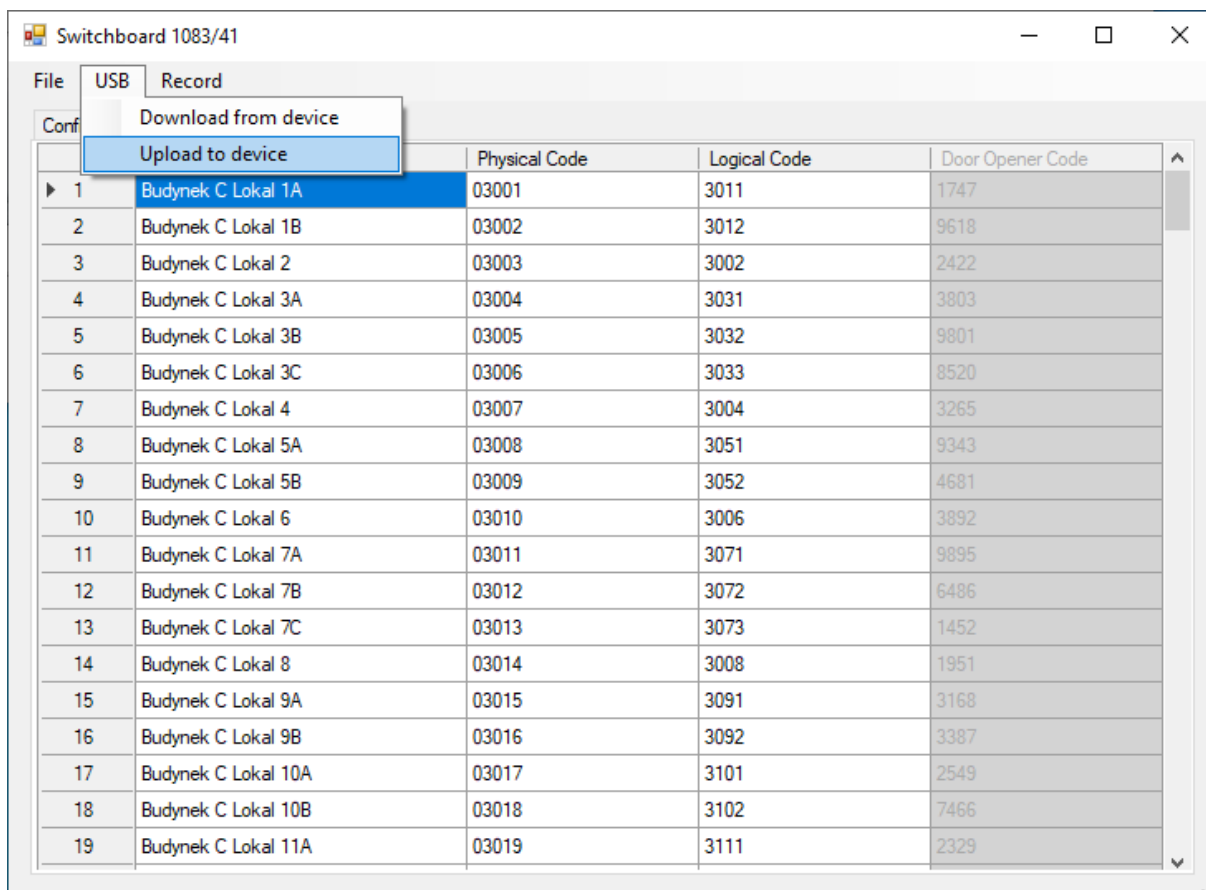 Switchboard 1083/41
File USB Record
Download from device
Conf
Upload to device
Physical Code Logical Code Door Opener Code
1 Budynek C Lokal 1A 03001 3011 1747
2 Budynek C Lokal 1B 03002 3012 9618
3 Budynek C Lokal 2 03003 3002 2422
4 Budynek C Lokal 3A 03004 3031 3803
5 Budynek C Lokal 3B 03005 3032 9801
6 Budynek C Lokal 3C 03006 3033 8520
7 Budynek C Lokal 4 03007 3004 3265
8 Budynek C Lokal 5A 03008 3051 9343
9 Budynek C Lokal 5B 03009 3052 4681
10 Budynek C Lokal 6 03010 3006 3892
11 Budynek C Lokal 7A 03011 3071 9895
12 Budynek C Lokal 7B 03012 3072 6486
13 Budynek C Lokal 7C 03013 3073 1452
14 Budynek C Lokal 8 03014 3008 1951
15 Budynek C Lokal 9A 03015 3091 3168
16 Budynek C Lokal 9B 03016 3092 3387
17 Budynek C Lokal 10A 03017 3101 2549
18 Budynek C Lokal 10B 03018 3102 7466
19 Budynek C Lokal 11A 03019 3111 2329